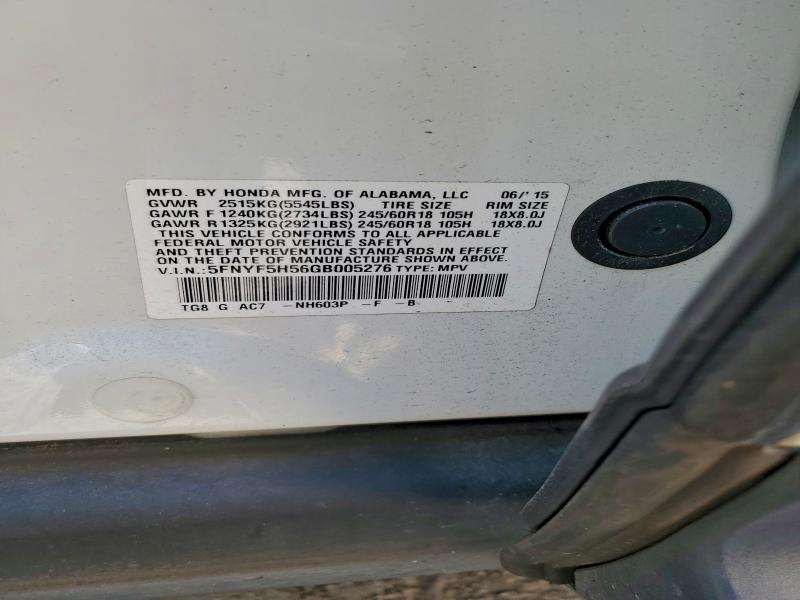 MFD. BY HONDA MFG. OF ALABAMA, LLC 06/'15
GVWR 2515KG(5545LBS) TIRE SIZE RIM SIZE
GAWR F 1240KG(2734LBS) 245/60R18 105H 18X8.0J
GAWR R 1325KG(2921LBS) 245/60R18 105H 18X8.0J
THIS VEHICLE CONFORMS TO ALL APPLICABLE
FEDERAL MOTOR VEHICLE SAFETY
AND THEFT PREVENTION STANDARDS IN EFFECT
ON THE DATE OF MANUFACTURE SHOWN ABOVE.
V.I.N.: 5FNYF5H56GB005276 TYPE: MPV
TG8 G AC7 -NH603P -F -B -